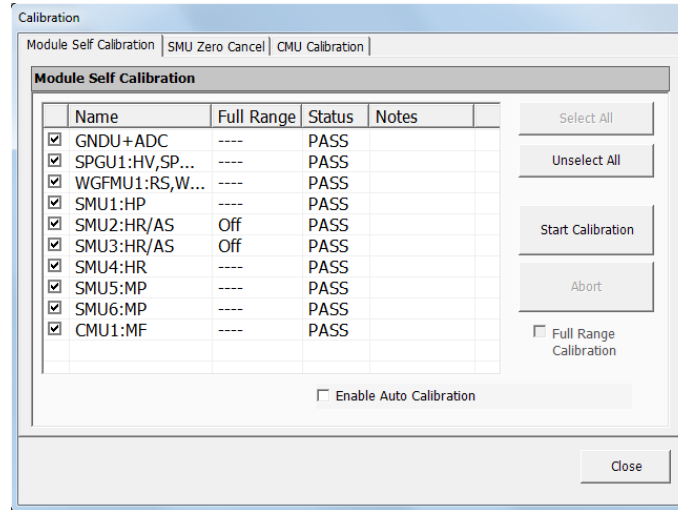 Calibration
Module Self Calibration SMU Zero Cancel CMU Calibration
Module Self Calibration
Name Full Range Status Notes
GNDU+ADC ---- PASS
SPGU1:HV,SP... ---- PASS
WGFMU1:RS,W... ---- PASS
SMU1:HP ---- PASS
SMU2:HR/AS Off PASS
SMU3:HR/AS Off PASS
SMU4:HR ---- PASS
SMU5:MP ---- PASS
SMU6:MP ---- PASS
CMU1:MF ---- PASS
Select All
Unselect All
Start Calibration
Abort
Full Range
Calibration
Enable Auto Calibration
Close